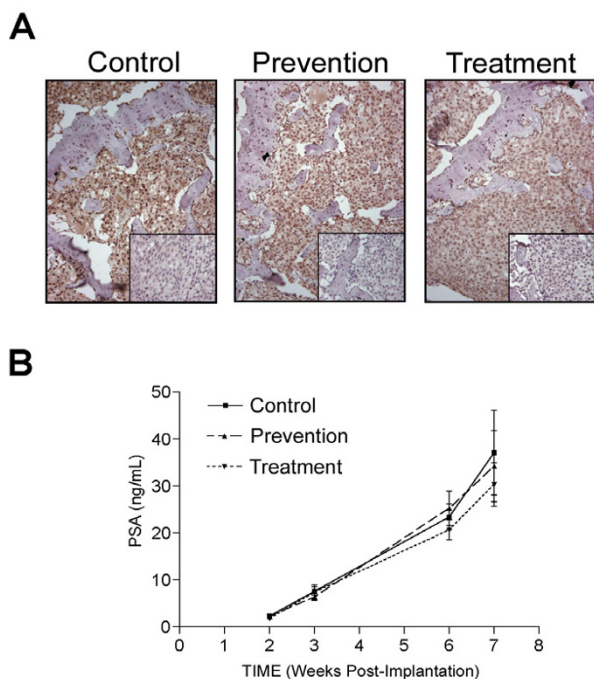 A
Control Prevention Treatment
B
50
40
30
20
10
0
PSA (ng/mL)
Control
Prevention
Treatment
0 1 2 3 4 5 6 7 8
TIME (Weeks Post-Implantation)